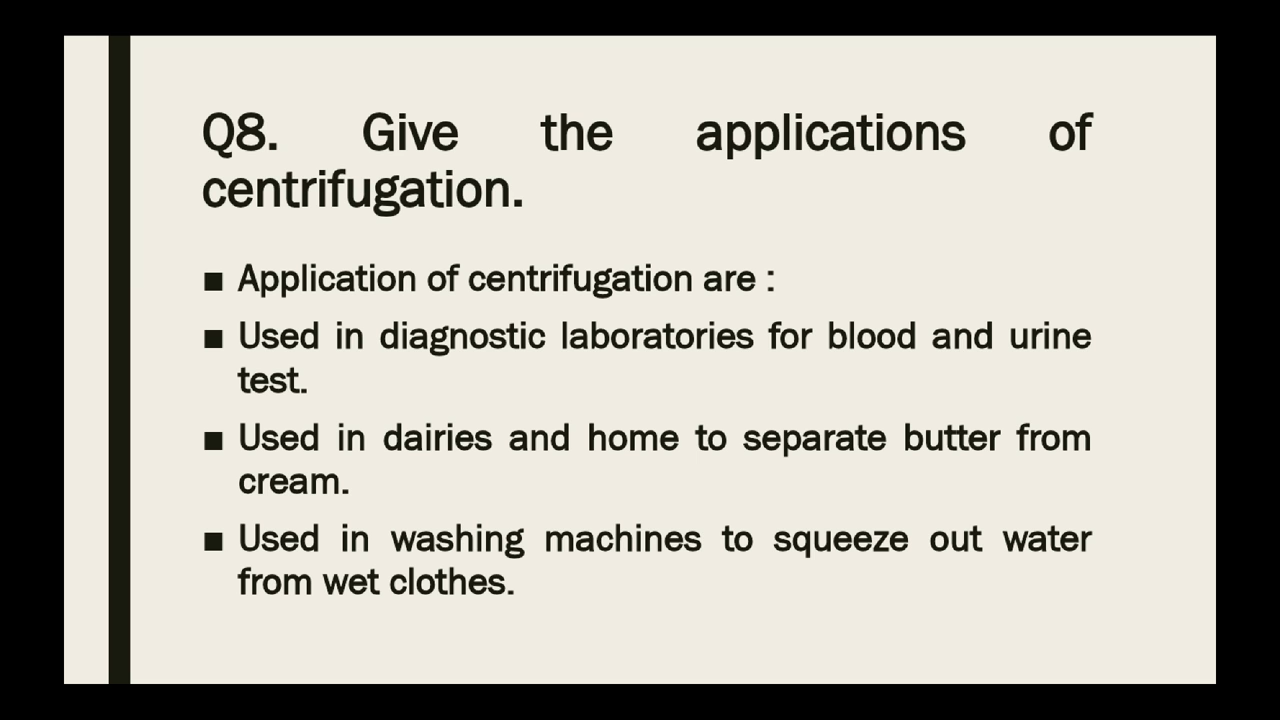 Q8. Give the applications of
centrifugation.
■ Application of centrifugation are :
■ Used in diagnostic laboratories for blood and urine
test.
■ Used in dairies and home to separate butter from
cream.
■ Used in washing machines to squeeze out water
from wet clothes.